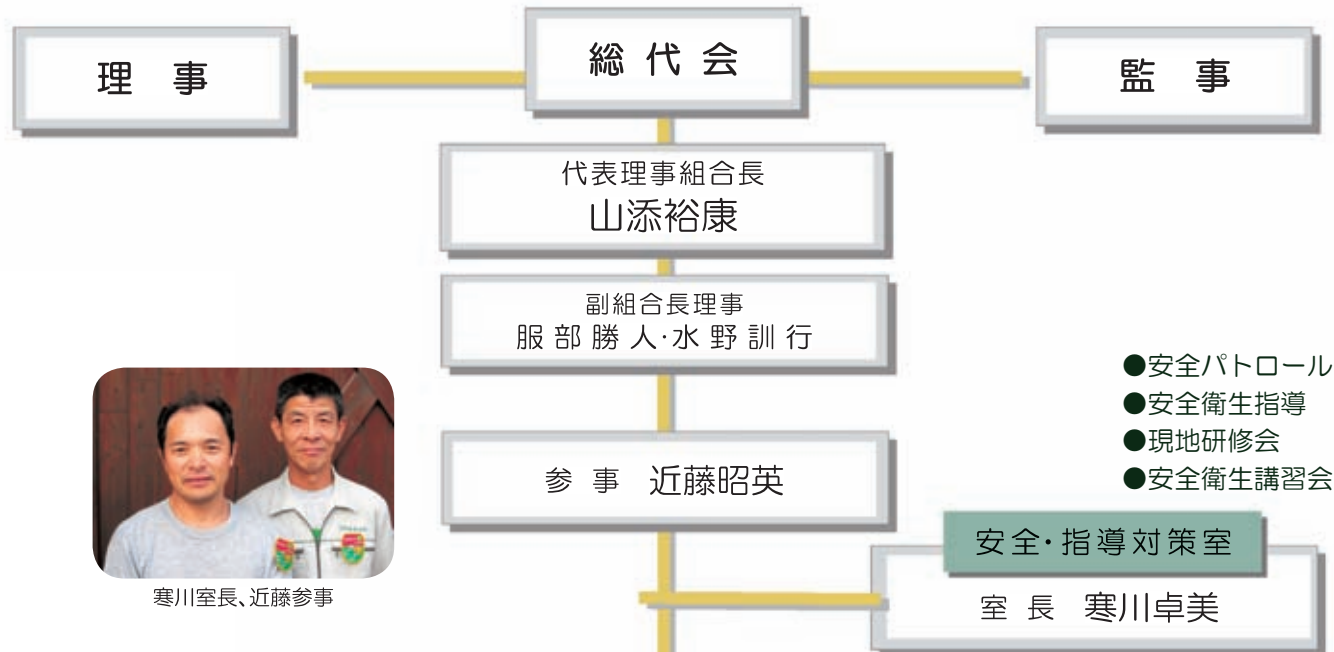 理事
総代会
監事
代表理事組合長
山添裕康
副組合長理事
服部勝人・水野訓行
参事 近藤昭英
●安全パトロール
●安全衛生指導
●現地研修会
●安全衛生講習会
安全・指導対策室
室長 寒川卓美
寒川室長、近藤参事